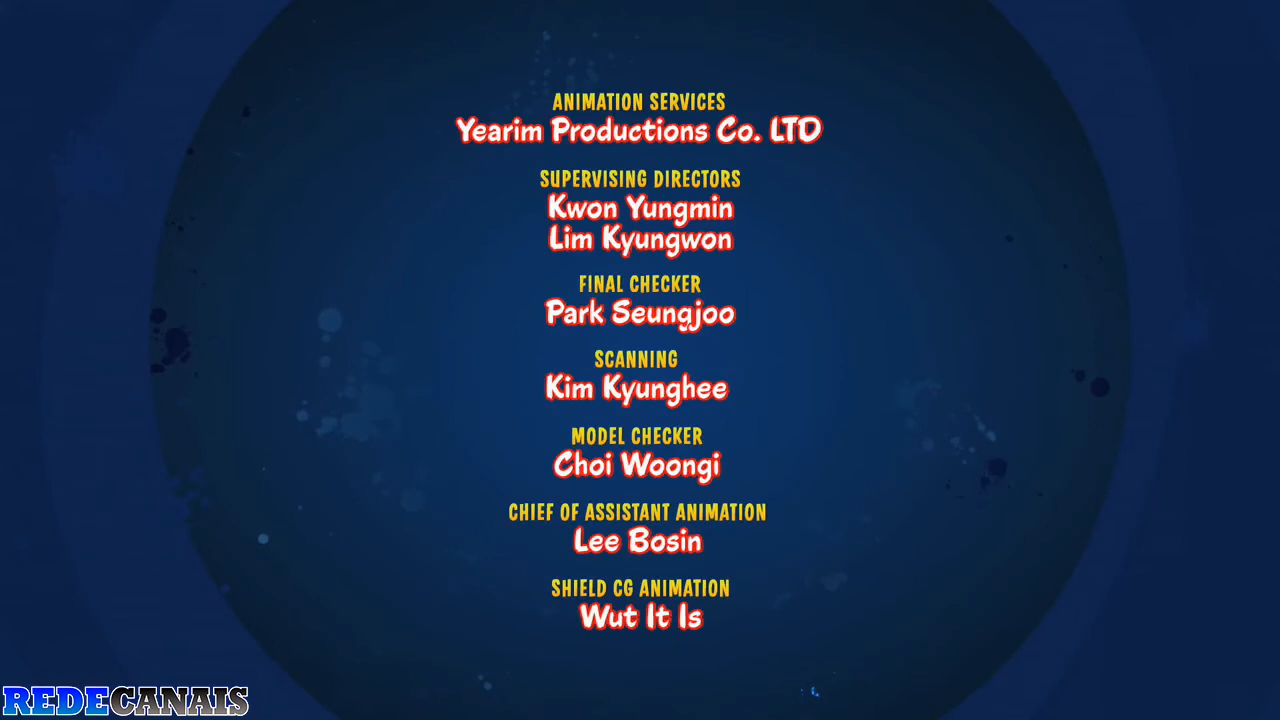 ANIMATION SERVICES
Yearim Productions Co. LTD
SUPERVISING DIRECTORS
Kwon Yungmin
Lim Kyungwon
FINAL CHECKER
Park Seungjoo
SCANNING
Kim Kyunghee
MODEL CHECKER
Choi Woongi
CHIEF OF ASSISTANT ANIMATION
Lee Bosin
SHIELD CG ANIMATION
Wut It Is
REDECANAIS